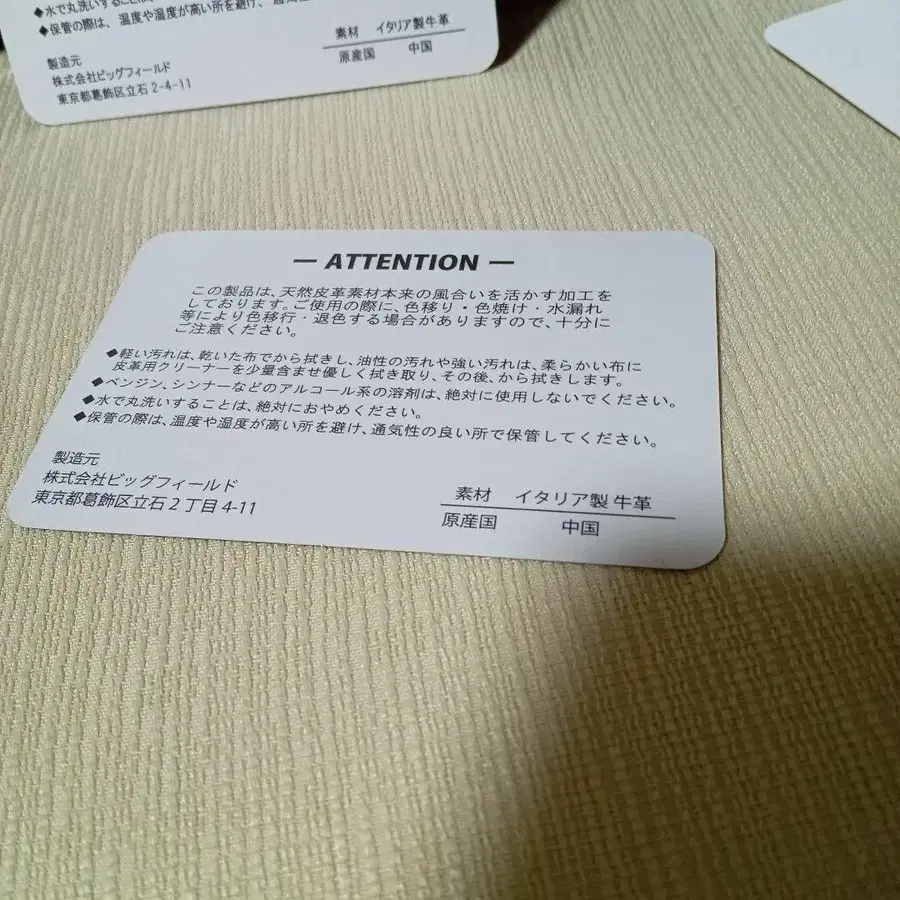 ◆水で丸洗いすること
◆保管の際は、温度や湿度が高い所を避け、
素材 イタリア製牛革
原産国 中国
製造元
株式会社ビッグフィールド
東京都葛飾区立石2-4-11
— ATTENTION —
この製品は、天然皮革素材本来の風合いを活かす加工を
しております。ご使用の際に、色移り・色焼け・水漏れ
等により色移行・退色する場合がありますので、十分に
ご注意ください。
◆軽い汚れは、乾いた布でから拭きし、油性の汚れや強い汚れは、柔らかい布に
皮革用クリーナーを少量含ませ優しく拭き取り、その後、から拭きします。
◆ベンジン、シンナーなどのアルコール系の溶剤は、絶対に使用しないでください。
◆水で丸洗いすることは、絶対におやめください。
◆保管の際は、温度や湿度が高い所を避け、通気性の良い所で保管してください。
製造元
株式会社ビッグフィールド
東京都葛飾区立石2丁目4-11
素材 イタリア製 牛革
原産国 中国